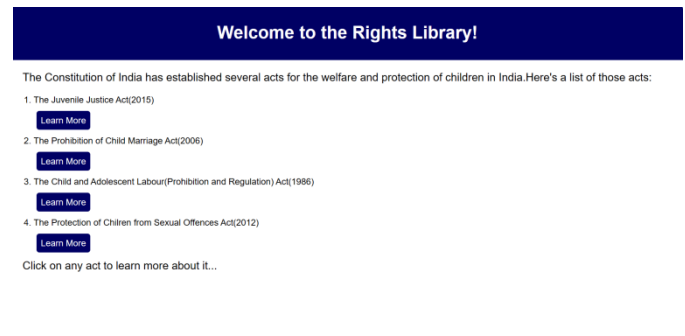 Welcome to the Rights Library!
The Constitution of India has established several acts for the welfare and protection of children in India.Here's a list of those acts:
1. The Juvenile Justice Act(2015)
Learn More
2. The Prohibition of Child Marriage Act(2006)
Learn More
3. The Child and Adolescent Labour(Prohibition and Regulation) Act(1986)
Learn More
4. The Protection of Chilren from Sexual Offences Act(2012)
Learn More
Click on any act to learn more about it...